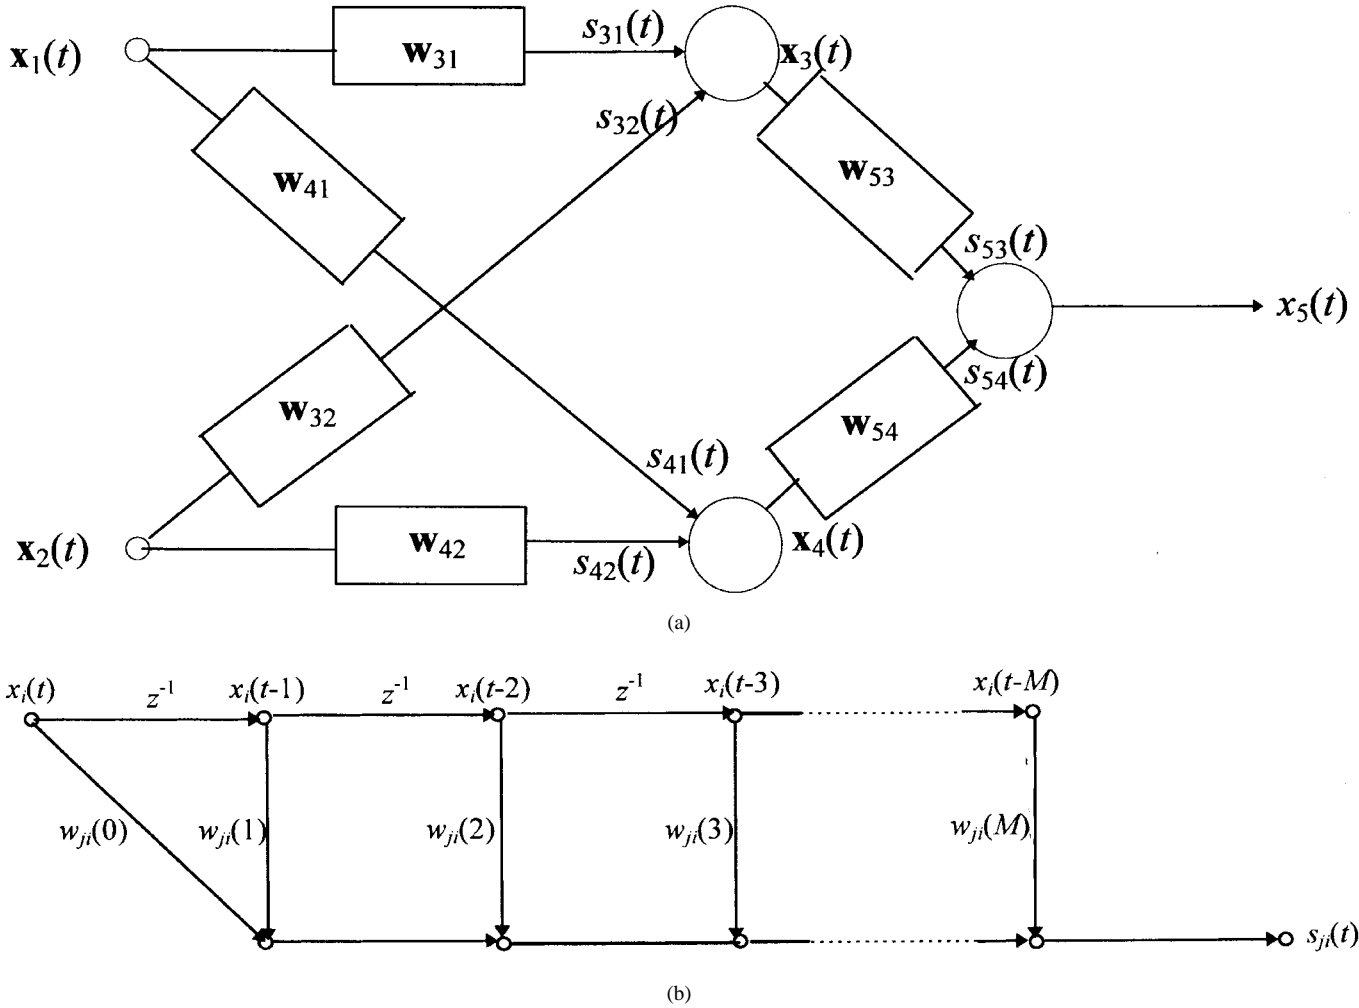 x₁(t)
w₃₁
s₃₁(t)
x₃(t)
s₃₂(t)
w₄₁
w₅₃
s₅₃(t)
x₅(t)
s₅₄(t)
w₃₂
w₅₄
s₄₁(t)
x₂(t)
w₄₂
s₄₂(t)
x₄(t)
(a)
xᵢ(t) z⁻¹ xᵢ(t-1) z⁻¹ xᵢ(t-2) z⁻¹ xᵢ(t-3) xᵢ(t-M)
wⱼᵢ(0) wⱼᵢ(1) wⱼᵢ(2) wⱼᵢ(3) wⱼᵢ(M)
sⱼᵢ(t)
(b)